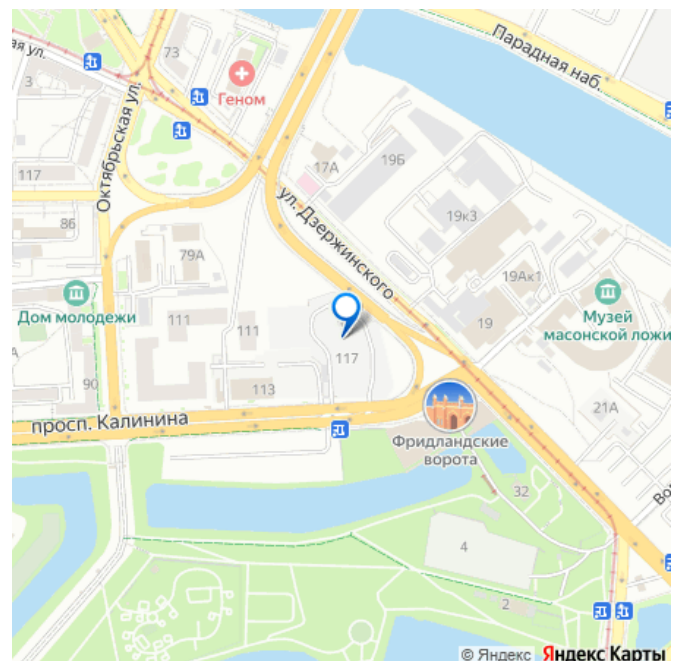 Парадная наб.
ая ул.
73
3
Геном
Октябрьская ул.
17А
19Б
117
ул. Дзержинского
19к3
86
79А
19Ак1
Дом молодежи
111
111
19
Музей
масонской ложи
117
90
113
21А
просп. Калинина
Фридландские
ворота
Во
32
4
2
© Яндекс Яндекс Карты